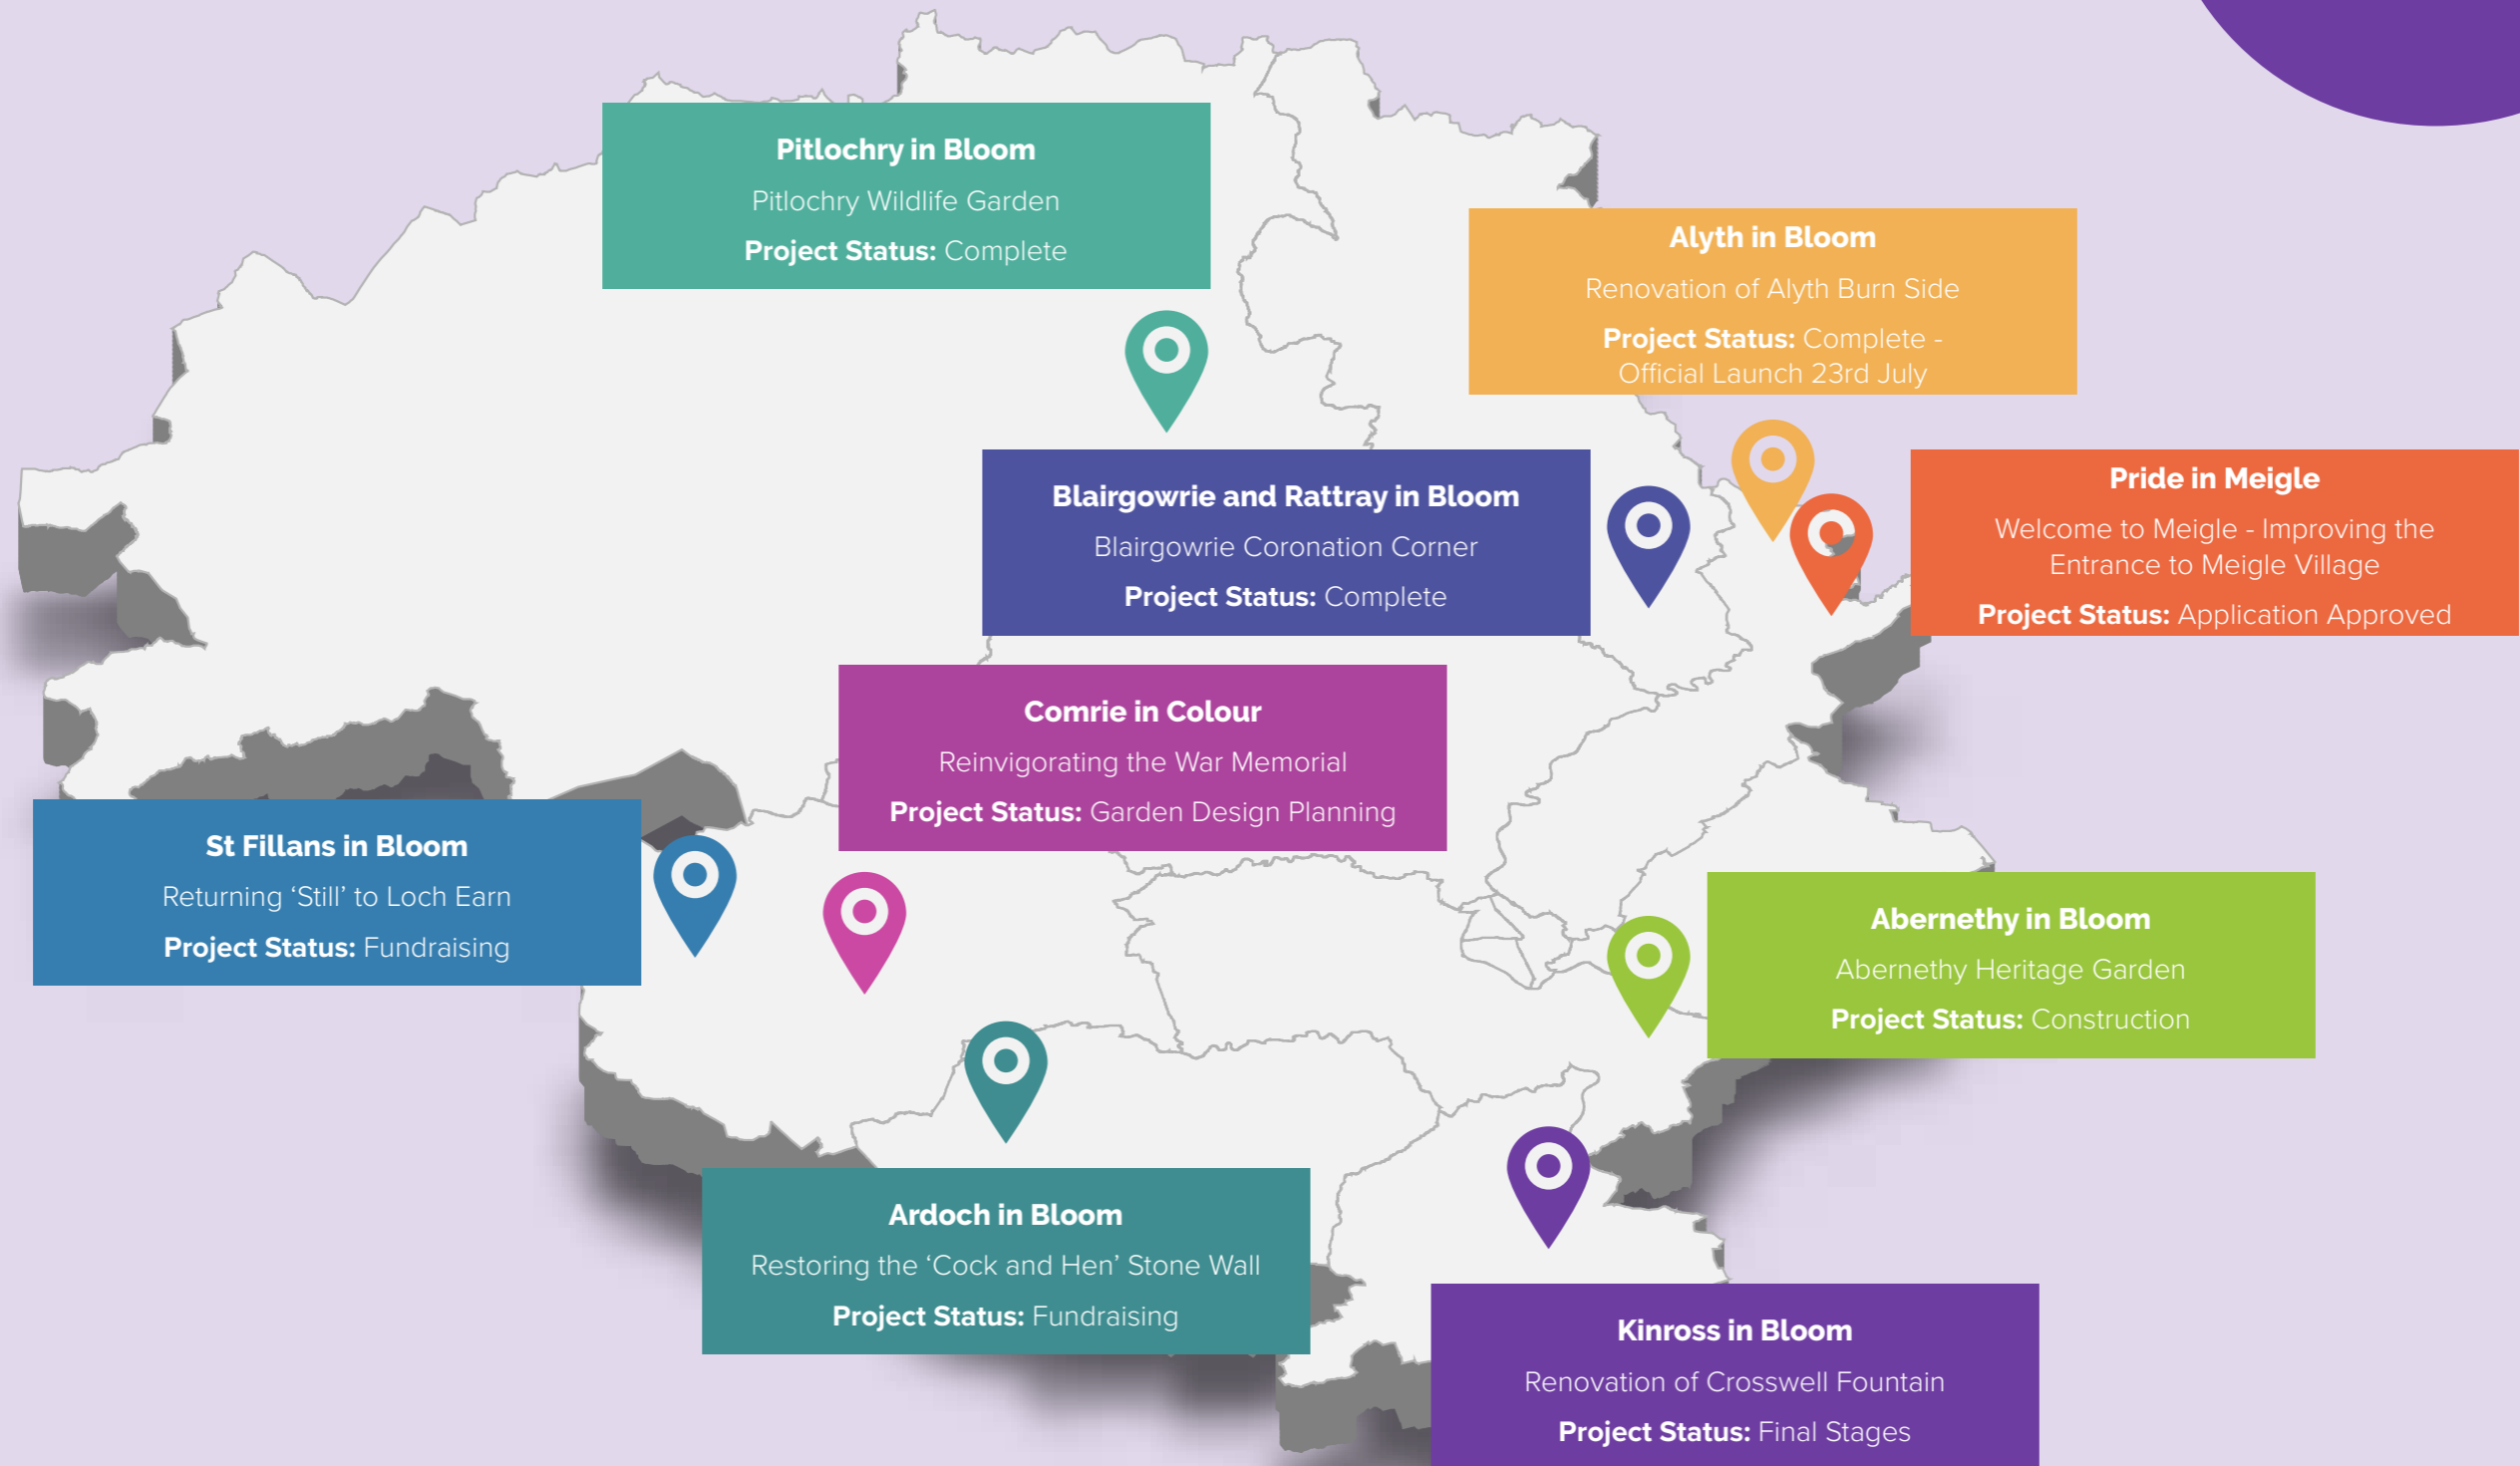 Pitlochry in Bloom
Pitlochry Wildlife Garden
Project Status: Complete
Alyth in Bloom
Renovation of Alyth Burn Side
Project Status: Complete -
Official Launch 23rd July
Blairgowrie and Rattray in Bloom
Blairgowrie Coronation Corner
Project Status: Complete
Pride in Meigle
Welcome to Meigle - Improving the
Entrance to Meigle Village
Project Status: Application Approved
Comrie in Colour
Reinvigorating the War Memorial
Project Status: Garden Design Planning
St Fillans in Bloom
Returning ‘Still’ to Loch Earn
Project Status: Fundraising
Abernethy in Bloom
Abernethy Heritage Garden
Project Status: Construction
Ardoch in Bloom
Restoring the ‘Cock and Hen’ Stone Wall
Project Status: Fundraising
Kinross in Bloom
Renovation of Crosswell Fountain
Project Status: Final Stages